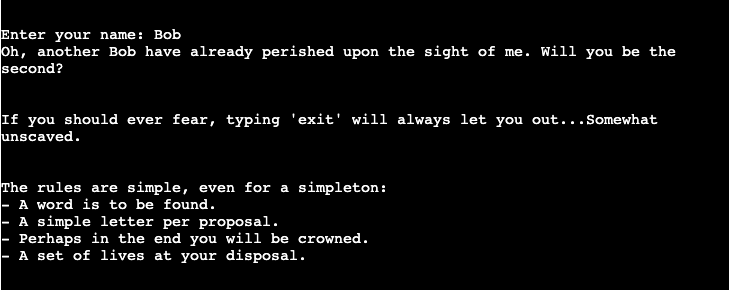 Enter your name: Bob
Oh, another Bob have already perished upon the sight of me. Will you be the
second?
If you should ever fear, typing 'exit' will always let you out...Somewhat
unscaved.
The rules are simple, even for a simpleton:
- A word is to be found.
- A simple letter per proposal.
- Perhaps in the end you will be crowned.
- A set of lives at your disposal.